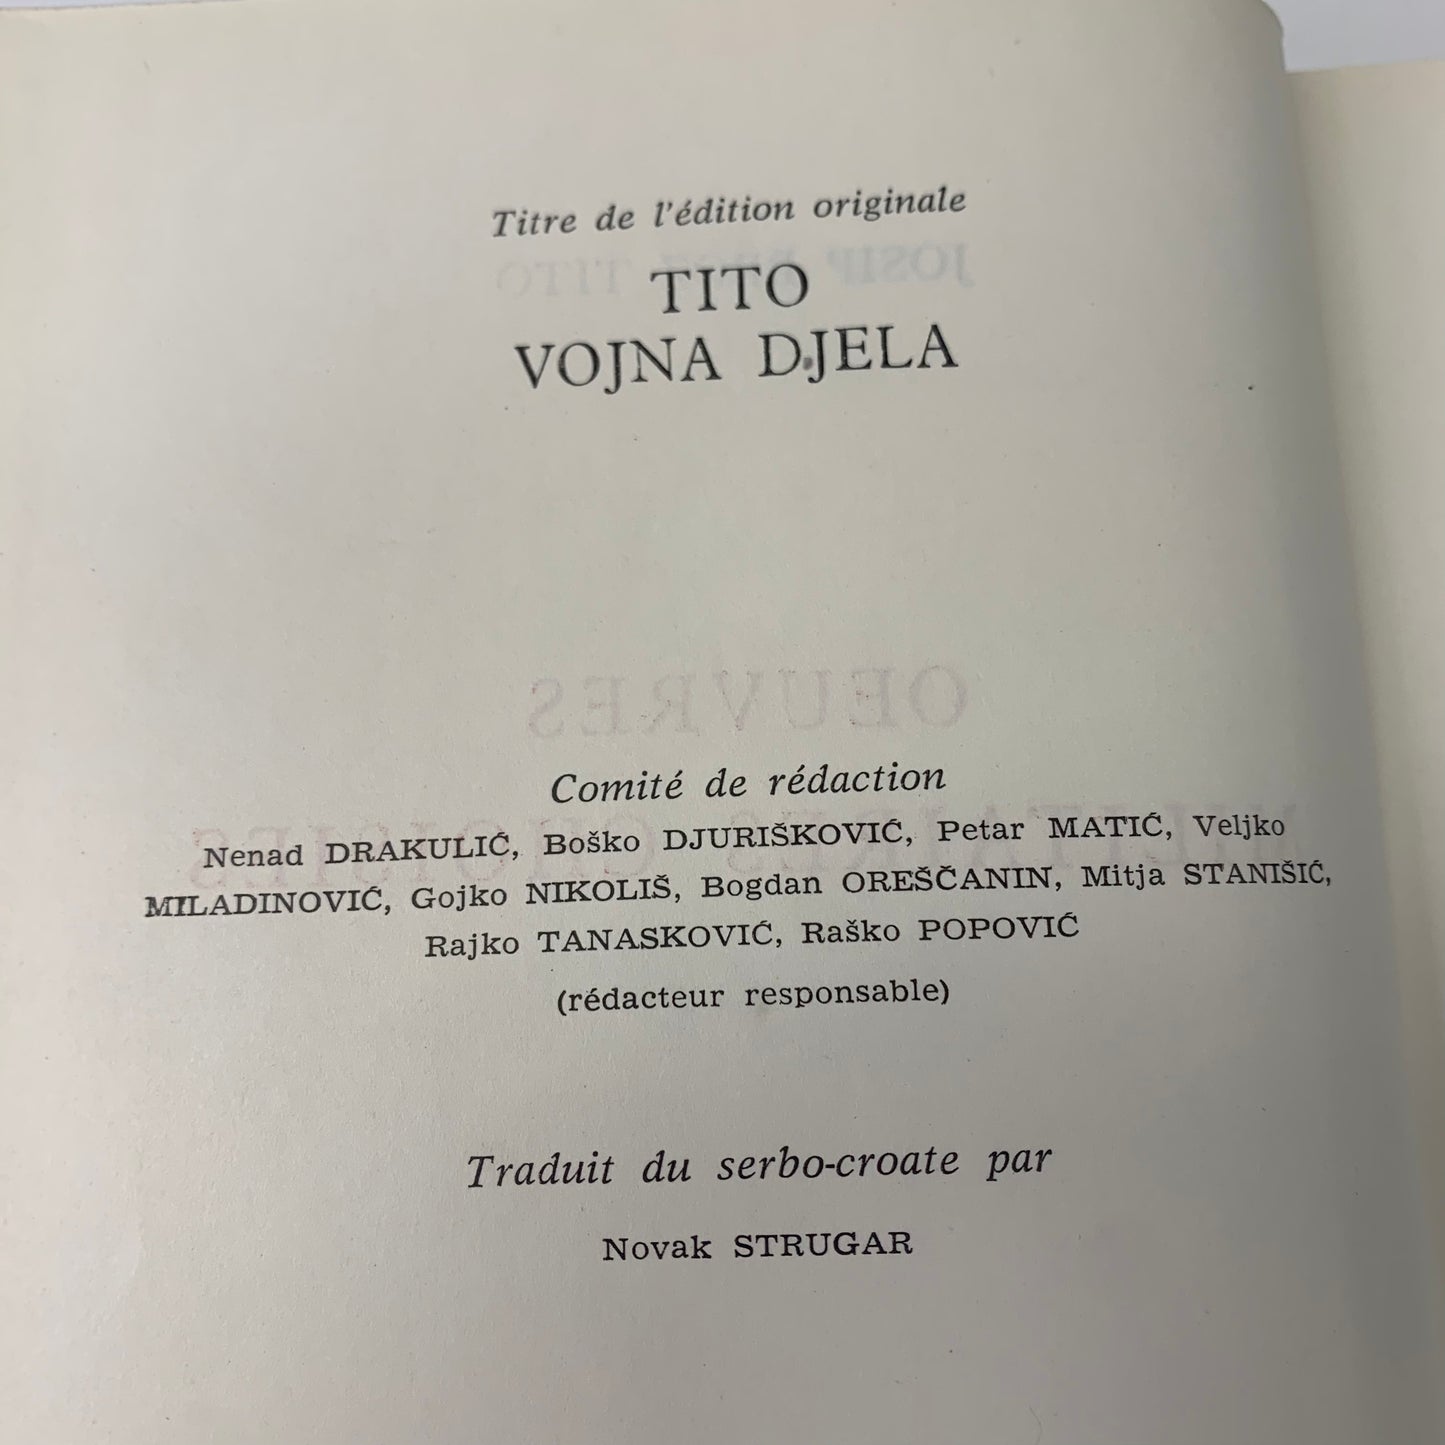 Titre de l'édition originale
TITO
VOJNA DJELA
Comité de rédaction
Nenad DRAKULIĆ, Boško DJURIŠKOVIĆ, Petar MATIĆ, Veljko
MILADINOVIĆ, Gojko NIKOLIŠ, Bogdan OREŠČANIN, Mitja STANIŠIĆ,
Rajko TANASKOVIĆ, Raško POPOVIĆ
(rédacteur responsable)
Traduit du serbo-croate par
Novak STRUGAR